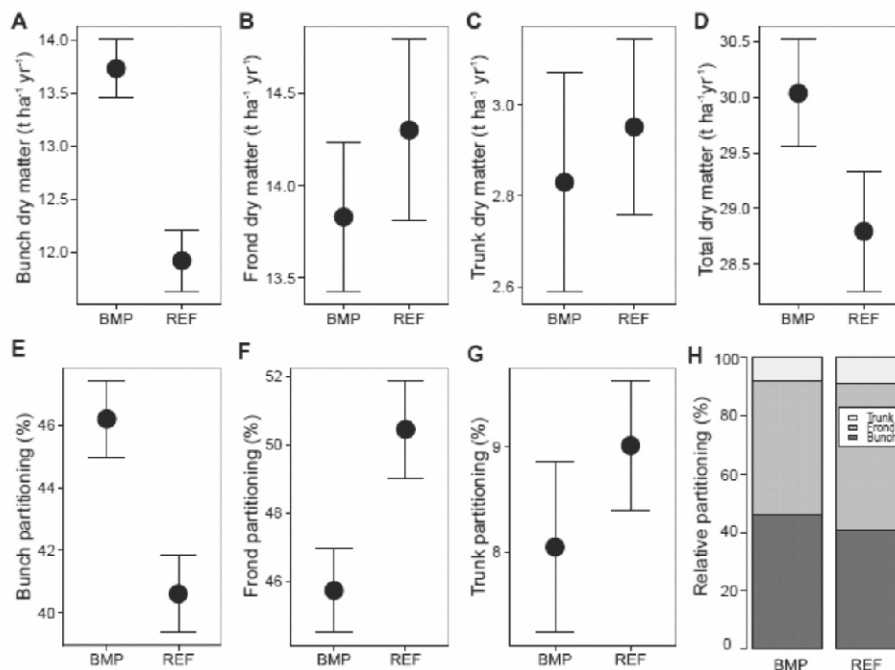 A
Bunch dry matter (t ha⁻¹ yr⁻¹)
14.0
13.5
13.0
12.5
12.0
BMP
REF
B
Frond dry matter (t ha⁻¹ yr⁻¹)
14.5
14.0
13.5
BMP
REF
C
Trunk dry matter (t ha⁻¹ yr⁻¹)
3.0
2.8
2.6
BMP
REF
D
Total dry matter (t ha⁻¹yr⁻¹)
30.5
30.0
29.5
29.0
28.5
BMP
REF
E
Bunch partitioning (%)
46
44
42
40
BMP
REF
F
Frond partitioning (%)
52
50
48
46
BMP
REF
G
Trunk partitioning (%)
9
8
BMP
REF
H
Relative partitioning (%)
100
80
60
40
20
0
Trunk
Frond
Bunch
BMP
REF